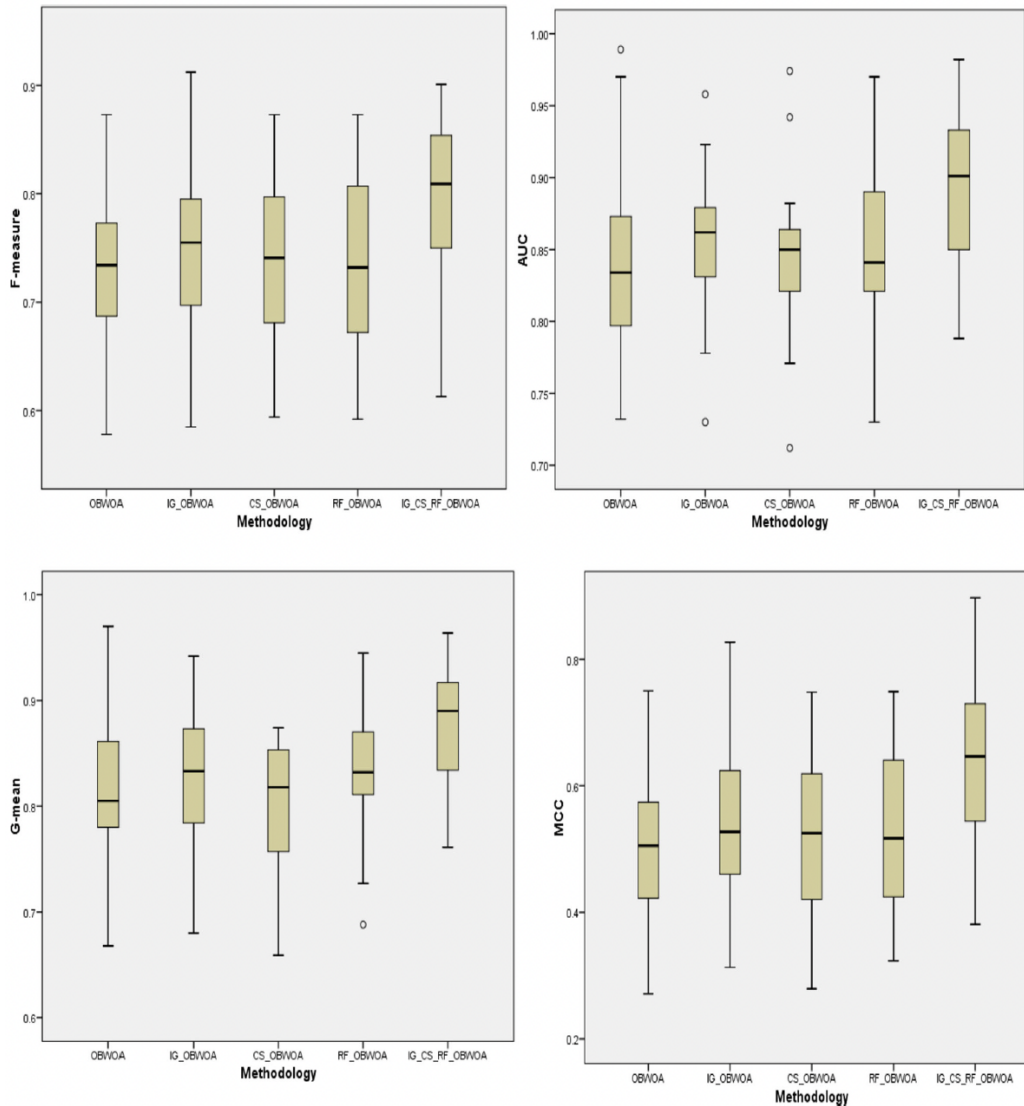 F-measure
0.9
0.8
0.7
0.6
OBWOA IG_OBWOA CS_OBWOA RF_OBWOA IG_CS_RF_OBWOA
Methodology
AUC
1.00
0.95
0.90
0.85
0.80
0.75
0.70
OBWOA IG_OBWOA CS_OBWOA RF_OBWOA IG_CS_RF_OBWOA
Methodology
G-mean
1.0
0.9
0.8
0.7
0.6
OBWOA IG_OBWOA CS_OBWOA RF_OBWOA IG_CS_RF_OBWOA
Methodology
MCC
0.8
0.6
0.4
0.2
OBWOA IG_OBWOA CS_OBWOA RF_OBWOA IG_CS_RF_OBWOA
Methodology